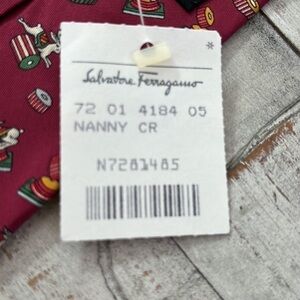 Salvatore Ferragamo
72 01 4184 05
NANNY CR
N7281485